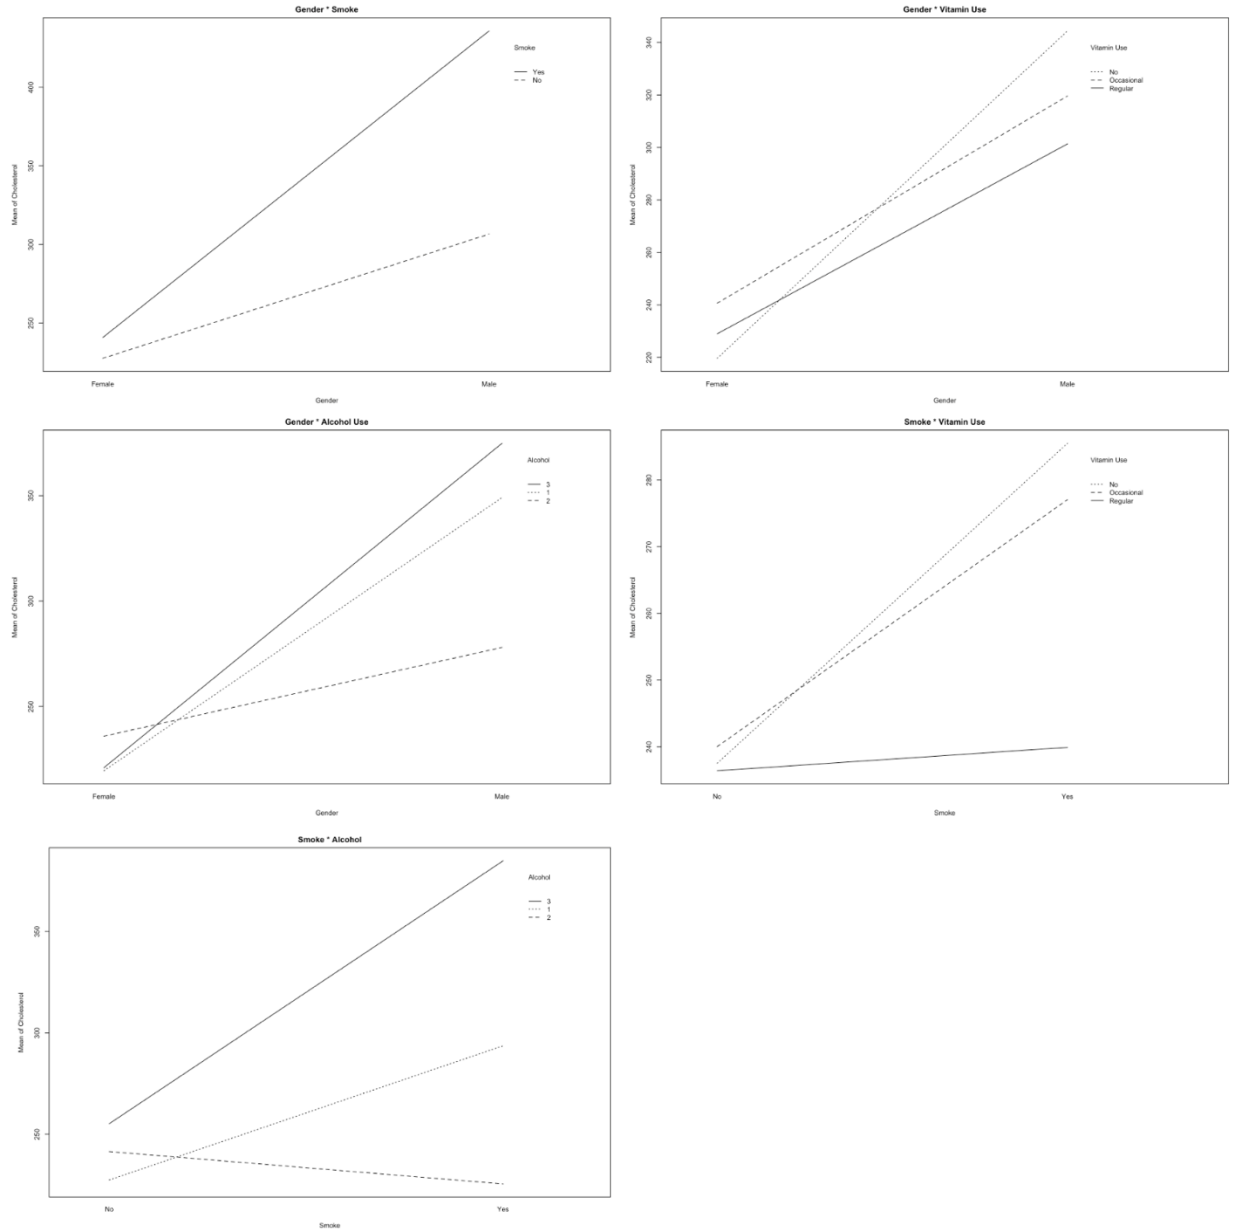 Gender * Smoke
Smoke
Yes
No
400
350
300
250
Mean of Cholesterol
Female
Male
Gender
Gender * Vitamin Use
Vitamin Use
No
Occasional
Regular
340
320
300
280
260
240
220
Mean of Cholesterol
Female
Male
Gender
Gender * Alcohol Use
Alcohol
3
1
2
350
300
250
Mean of Cholesterol
Female
Male
Gender
Smoke * Vitamin Use
Vitamin Use
No
Occasional
Regular
280
270
260
250
240
Mean of Cholesterol
No
Yes
Smoke
Smoke * Alcohol
Alcohol
3
1
2
350
300
250
Mean of Cholesterol
No
Yes
Smoke